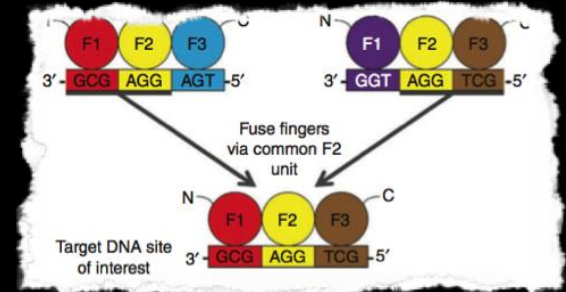 N
F1 F2 F3
F1 F2 F3
3′- GCG AGG AGT -5′
3′- GGT AGG TCG -5′
Fuse fingers
via common F2
unit
N
C
F1 F2 F3
Target DNA site
of interest
3′- GCG AGG TCG -5′